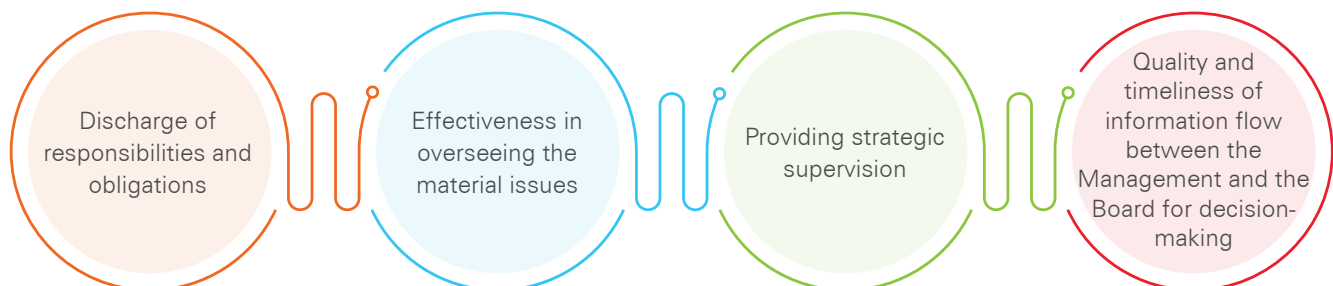 Discharge of
responsibilities and
obligations
Effectiveness in
overseeing the
material issues
Providing strategic
supervision
Quality and
timeliness of
information flow
between the
Management and the
Board for decision-
making